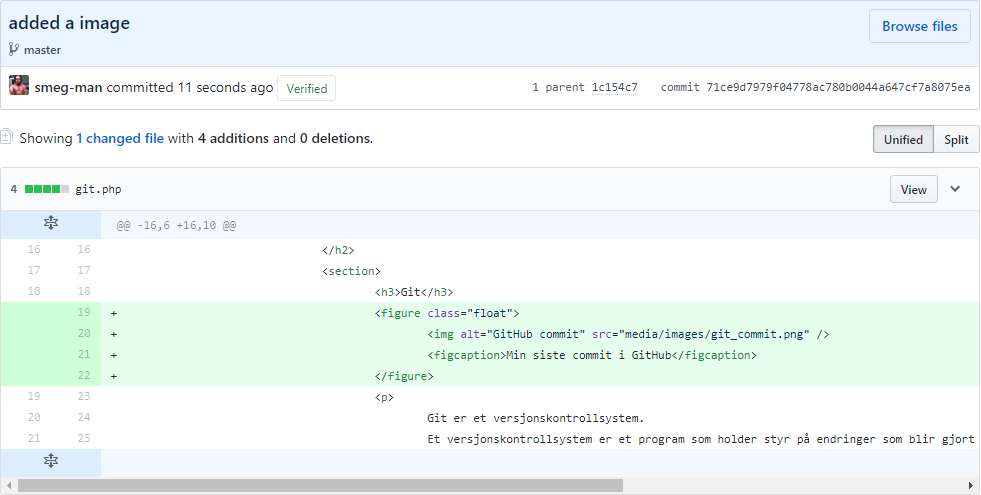 added a image
Browse files
master
smeg-man committed 11 seconds ago Verified
1 parent 1c154c7 commit 71ce9d7979f04778ac780b0044a647cf7a8075ea
Showing 1 changed file with 4 additions and 0 deletions.
Unified Split
4 git.php
View
@@ -16,6 +16,10 @@
16 16 </h2>
17 17 <section>
18 18 <h3>Git</h3>
19 + <figure class="float">
20 + <img alt="GitHub commit" src="media/images/git_commit.png" />
21 + <figcaption>Min siste commit i GitHub</figcaption>
22 + </figure>
19 23 <p>
20 24 Git er et versjonskontrollsystem.
21 25 Et versjonskontrollsystem er et program som holder styr på endringer som blir gjort